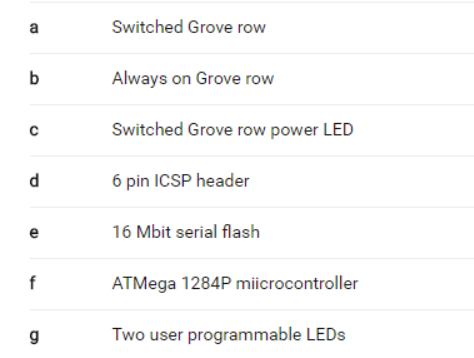 a Switched Grove row
b Always on Grove row
c Switched Grove row power LED
d 6 pin ICSP header
e 16 Mbit serial flash
f ATMega 1284P miicrocontroller
g Two user programmable LEDs